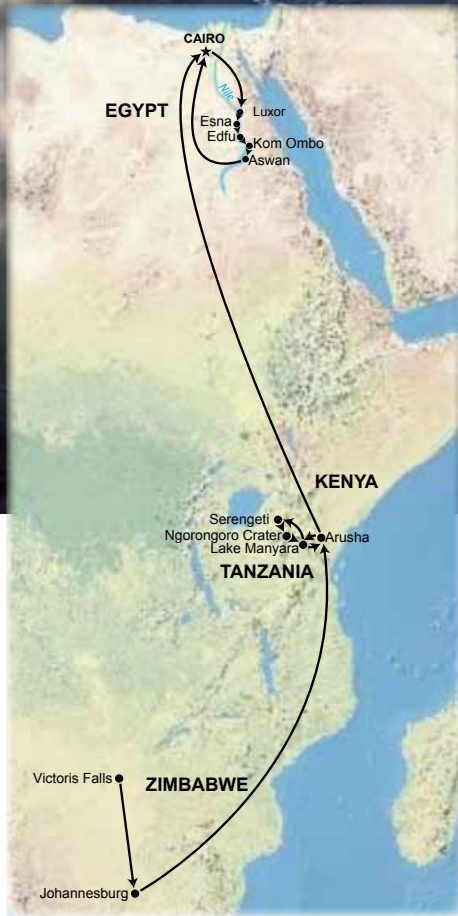 CAIRO
EGYPT
Nile
Luxor
Esna
Edfu
Kom Ombo
Aswan
KENYA
Serengeti
Ngorongoro Crater
Arusha
Lake Manyara
TANZANIA
Victoris Falls
ZIMBABWE
Johannesburg